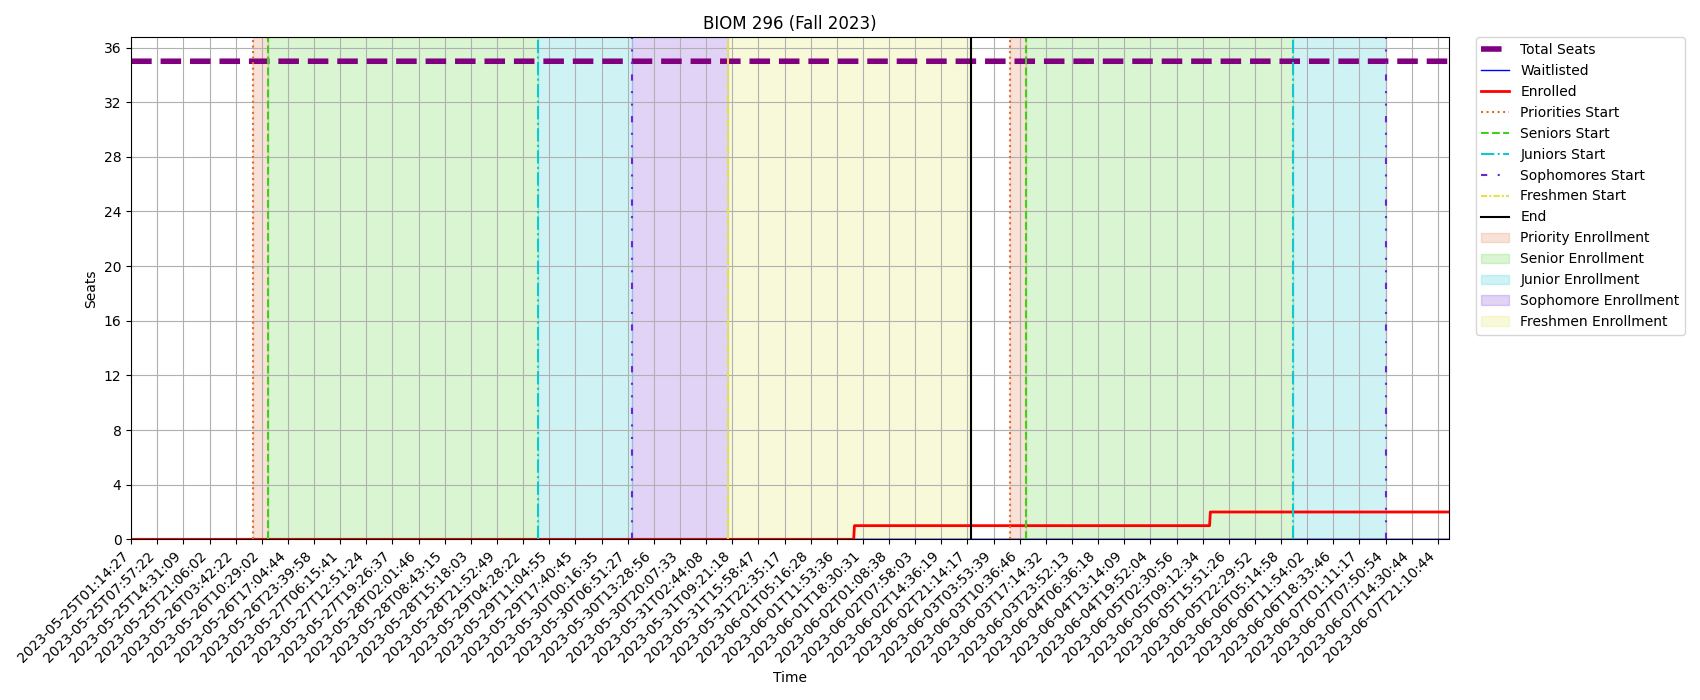 BIOM 296 (Fall 2023)
36
32
28
24
20
16
12
8
4
0
Seats
2023-05-25T01:14:27
2023-05-25T07:57:22
2023-05-25T14:31:09
2023-05-25T21:06:02
2023-05-26T03:42:22
2023-05-26T10:29:02
2023-05-26T17:04:44
2023-05-26T23:39:58
2023-05-27T06:15:41
2023-05-27T12:51:24
2023-05-27T19:26:37
2023-05-28T02:01:46
2023-05-28T08:43:15
2023-05-28T15:18:03
2023-05-28T21:52:49
2023-05-29T04:28:22
2023-05-29T11:04:55
2023-05-29T17:40:45
2023-05-30T00:16:35
2023-05-30T06:51:27
2023-05-30T13:28:56
2023-05-30T20:07:33
2023-05-31T02:44:08
2023-05-31T09:21:18
2023-05-31T15:58:47
2023-05-31T22:35:17
2023-06-01T05:16:28
2023-06-01T11:53:36
2023-06-01T18:30:31
2023-06-02T01:08:38
2023-06-02T07:58:03
2023-06-02T14:36:19
2023-06-02T21:14:17
2023-06-03T03:53:39
2023-06-03T10:36:46
2023-06-03T17:14:32
2023-06-03T23:52:13
2023-06-04T06:36:18
2023-06-04T13:14:09
2023-06-04T19:52:04
2023-06-05T02:30:56
2023-06-05T09:12:34
2023-06-05T15:51:26
2023-06-05T22:29:52
2023-06-06T05:14:58
2023-06-06T11:54:02
2023-06-06T18:33:46
2023-06-07T01:11:17
2023-06-07T07:50:54
2023-06-07T14:30:44
2023-06-07T21:10:44
Time
Total Seats
Waitlisted
Enrolled
Priorities Start
Seniors Start
Juniors Start
Sophomores Start
Freshmen Start
End
Priority Enrollment
Senior Enrollment
Junior Enrollment
Sophomore Enrollment
Freshmen Enrollment